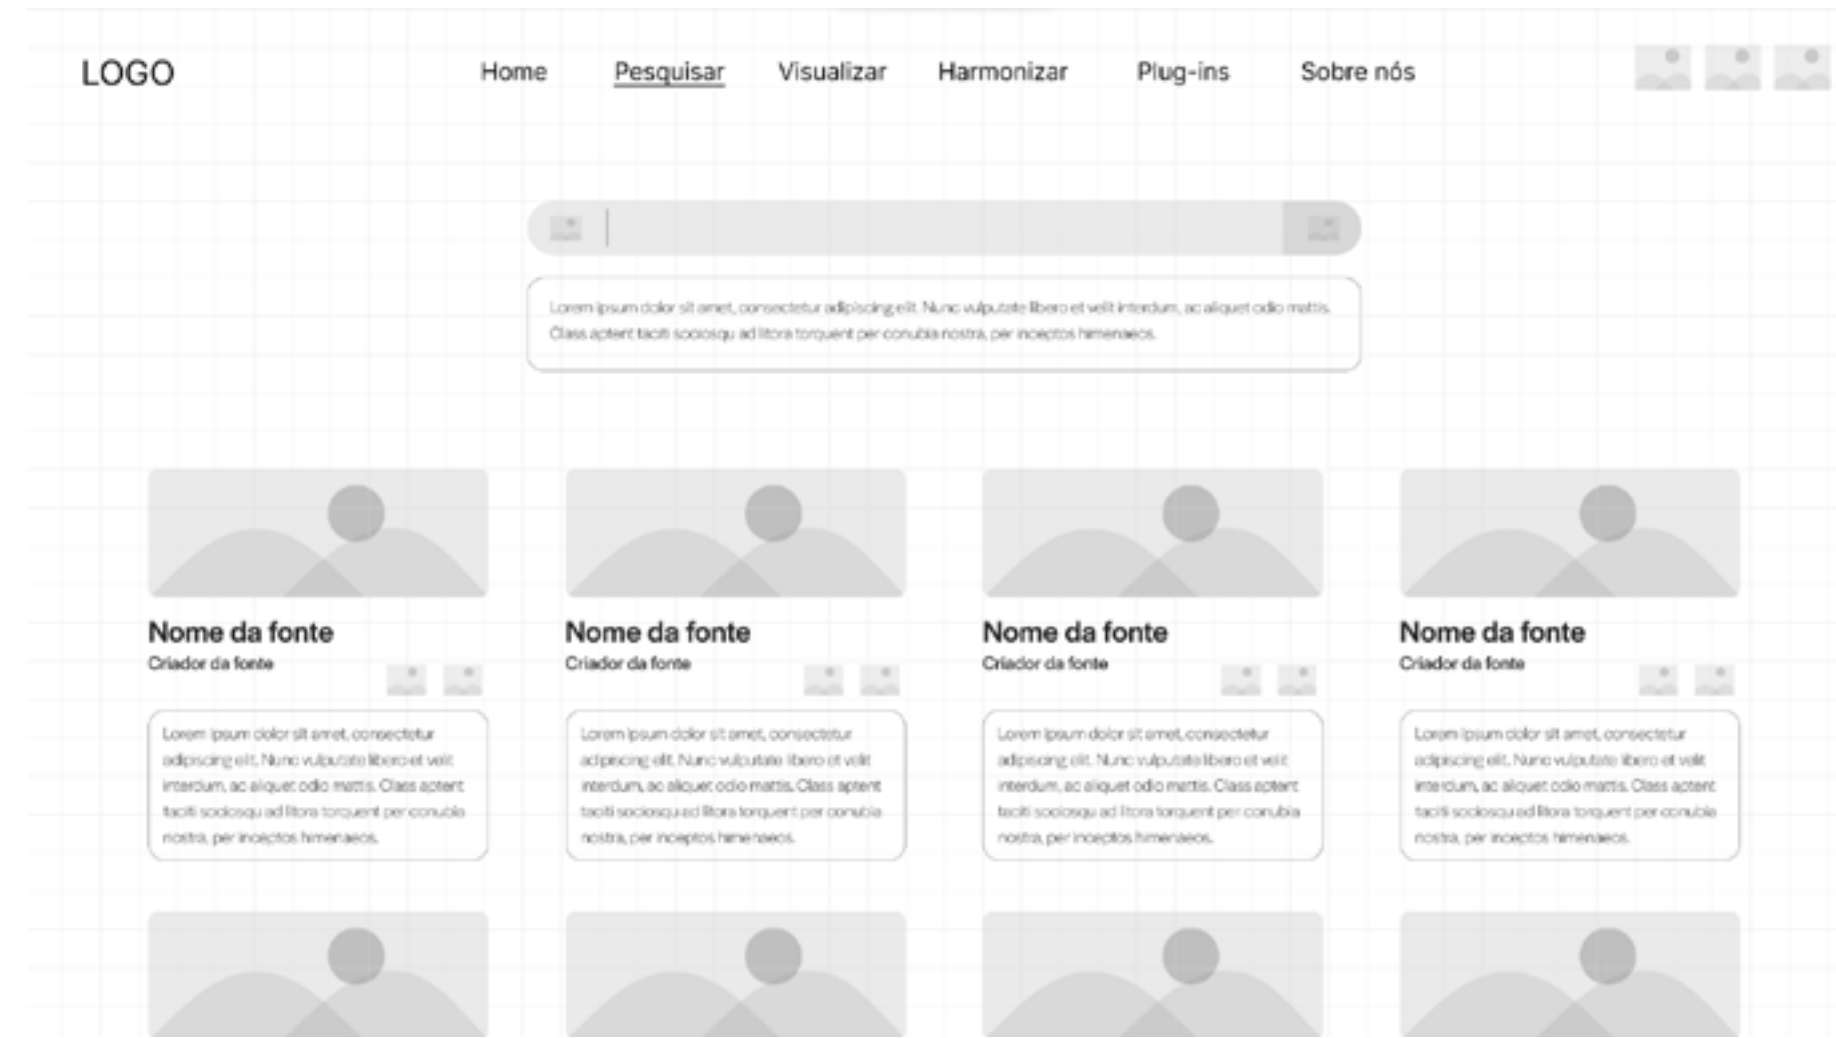 LOGO
Home Pesquisar Visualizar Harmonizar Plug-ins Sobre nós
Lorem ipsum dolor sit amet, consectetur adipiscing elit. Nunc vulputate libero et velit interdum, ac aliquet odio mattis.
Class aptent taciti sociosqu ad litora torquent per conubia nostra, per inceptos himenaeos.
Nome da fonte
Criador da fonte
Lorem ipsum dolor sit amet, consectetur
adipiscing elit. Nunc vulputate libero et velit
interdum, ac aliquet odio mattis. Class aptent
taciti sociosqu ad litora torquent per conubia
nostra, per inceptos himenaeos.
Nome da fonte
Criador da fonte
Lorem ipsum dolor sit amet, consectetur
adipiscing elit. Nunc vulputate libero et velit
interdum, ac aliquet odio mattis. Class aptent
taciti sociosqu ad litora torquent per conubia
nostra, per inceptos himenaeos.
Nome da fonte
Criador da fonte
Lorem ipsum dolor sit amet, consectetur
adipiscing elit. Nunc vulputate libero et velit
interdum, ac aliquet odio mattis. Class aptent
taciti sociosqu ad litora torquent per conubia
nostra, per inceptos himenaeos.
Nome da fonte
Criador da fonte
Lorem ipsum dolor sit amet, consectetur
adipiscing elit. Nunc vulputate libero et velit
interdum, ac aliquet odio mattis. Class aptent
taciti sociosqu ad litora torquent per conubia
nostra, per inceptos himenaeos.